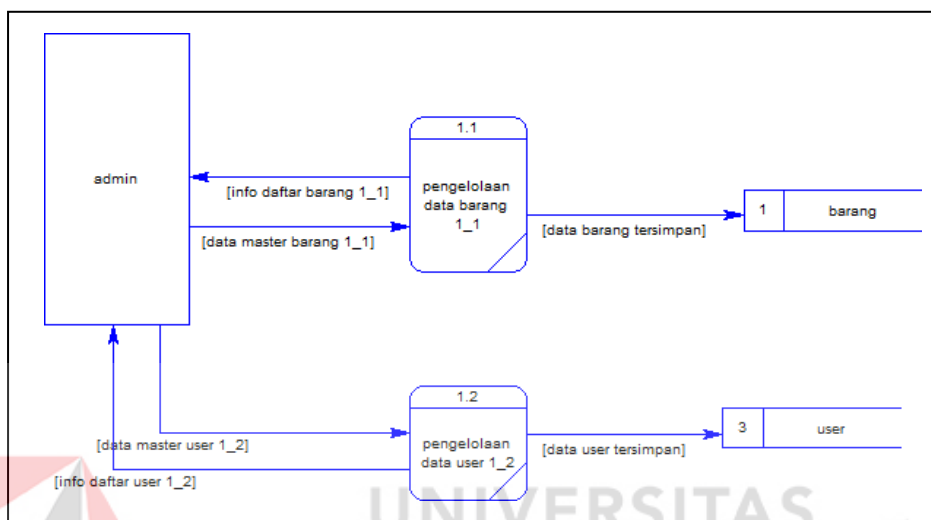 1.1
admin
[info daftar barang 1_1]
pengelolaan
data barang
1_1
1
barang
[data master barang 1_1]
[data barang tersimpan]
1.2
[data master user 1_2]
pengelolaan
data user 1_2
3
user
[data user tersimpan]
[info daftar user 1_2]
UNIVERSITAS